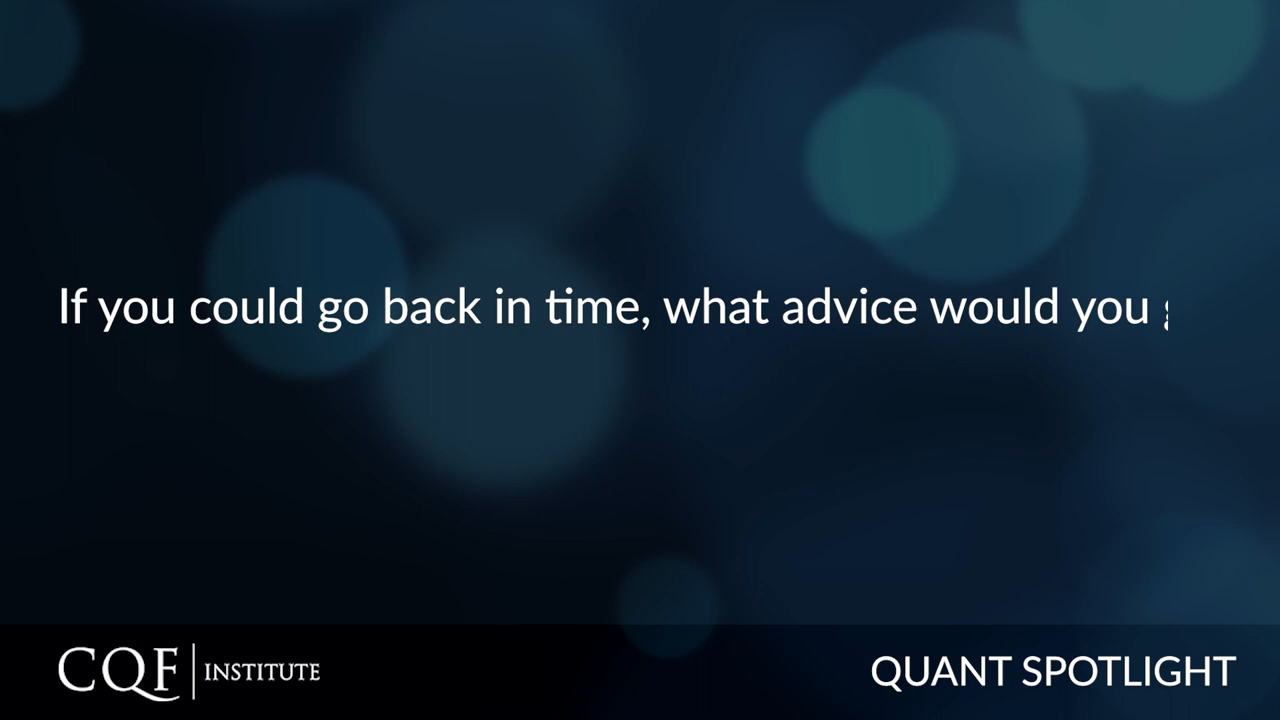 If you could go back in time, what advice would you
CQF INSTITUTE
QUANT SPOTLIGHT